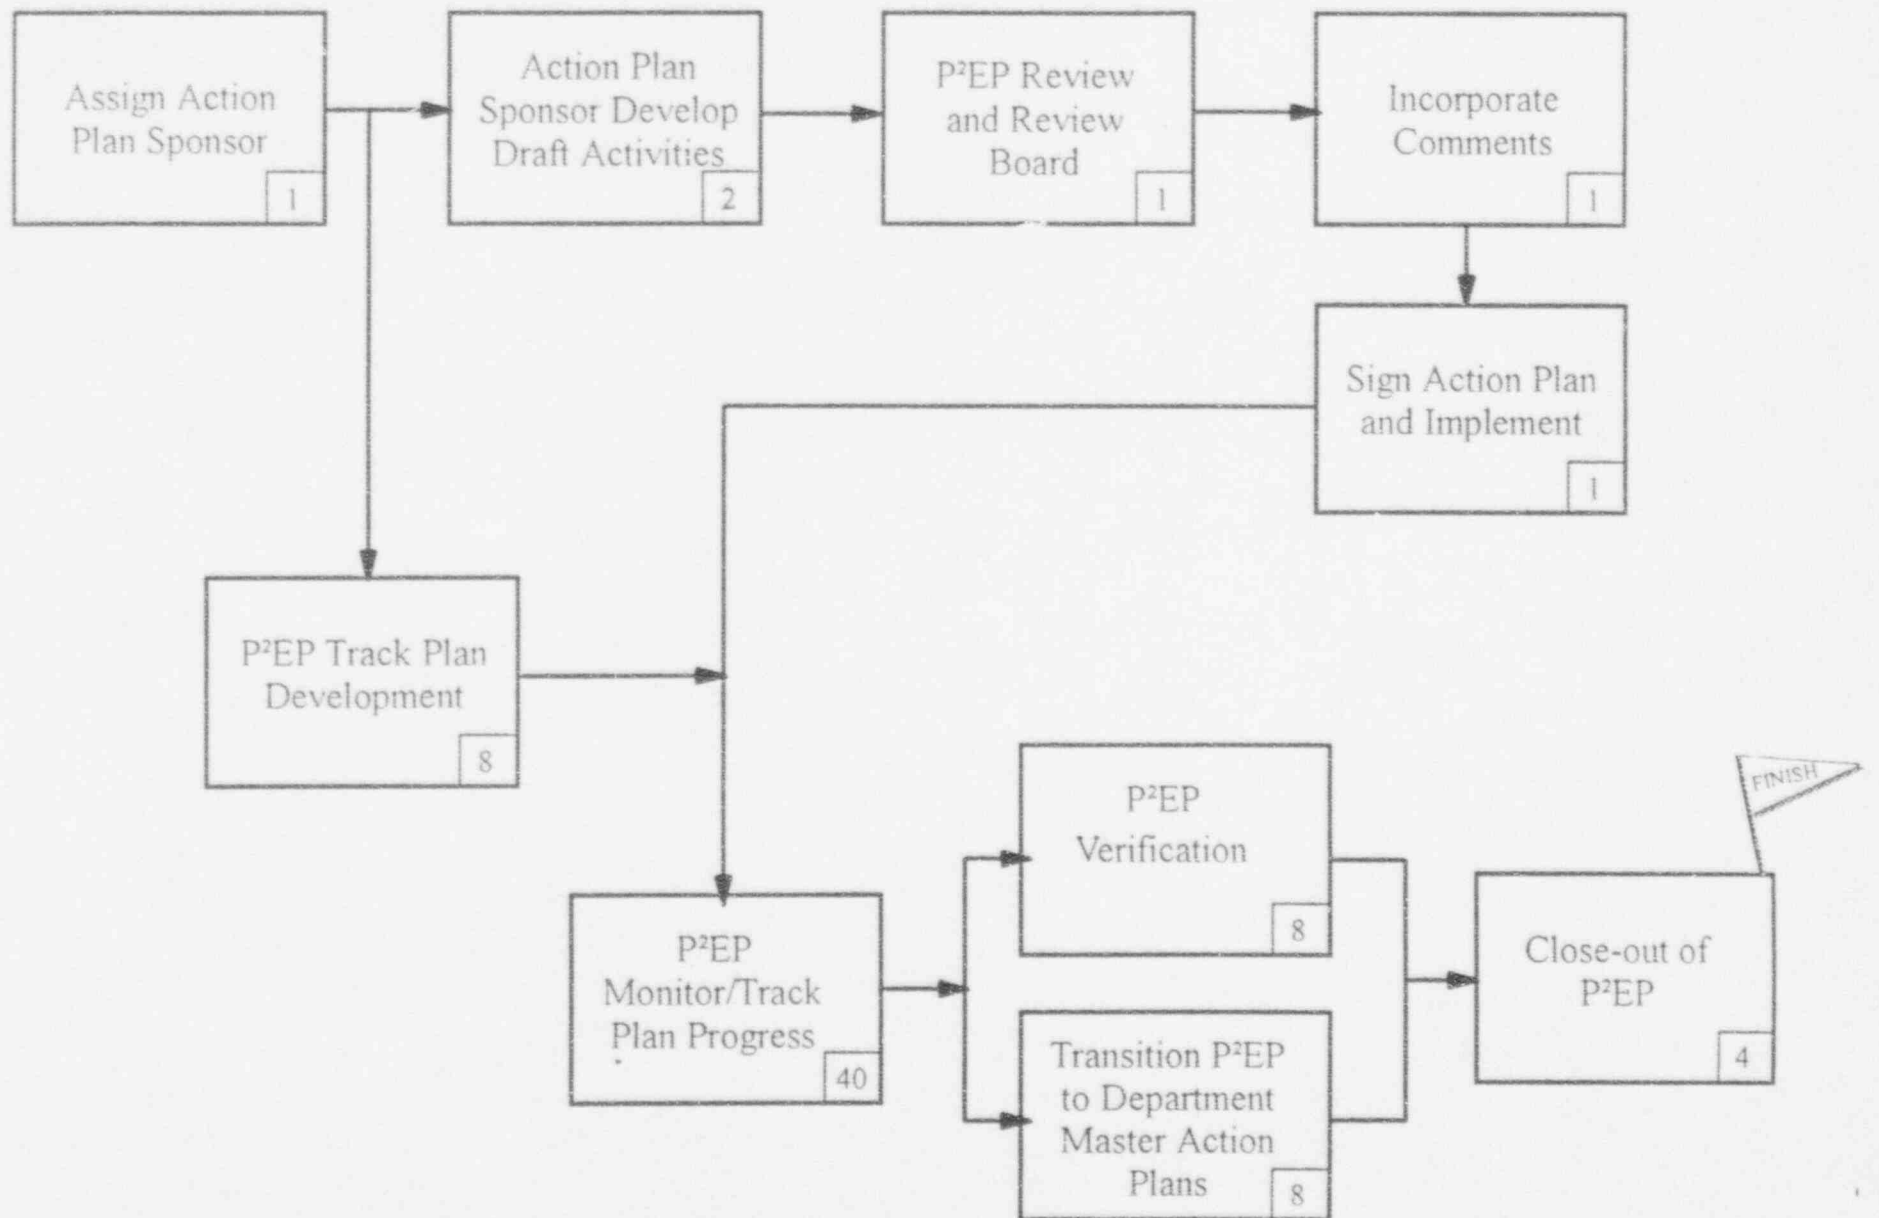 Assign Action
Plan Sponsor
1
Action Plan
Sponsor Develop
Draft Activities
2
P²EP Review
and Review
Board
1
Incorporate
Comments
1
Sign Action Plan
and Implement
1
P²EP Track Plan
Development
8
P²EP
Monitor/Track
Plan Progress
40
P²EP
Verification
8
Transition P²EP
to Department
Master Action
Plans
8
Close-out of
P²EP
4
FINISH